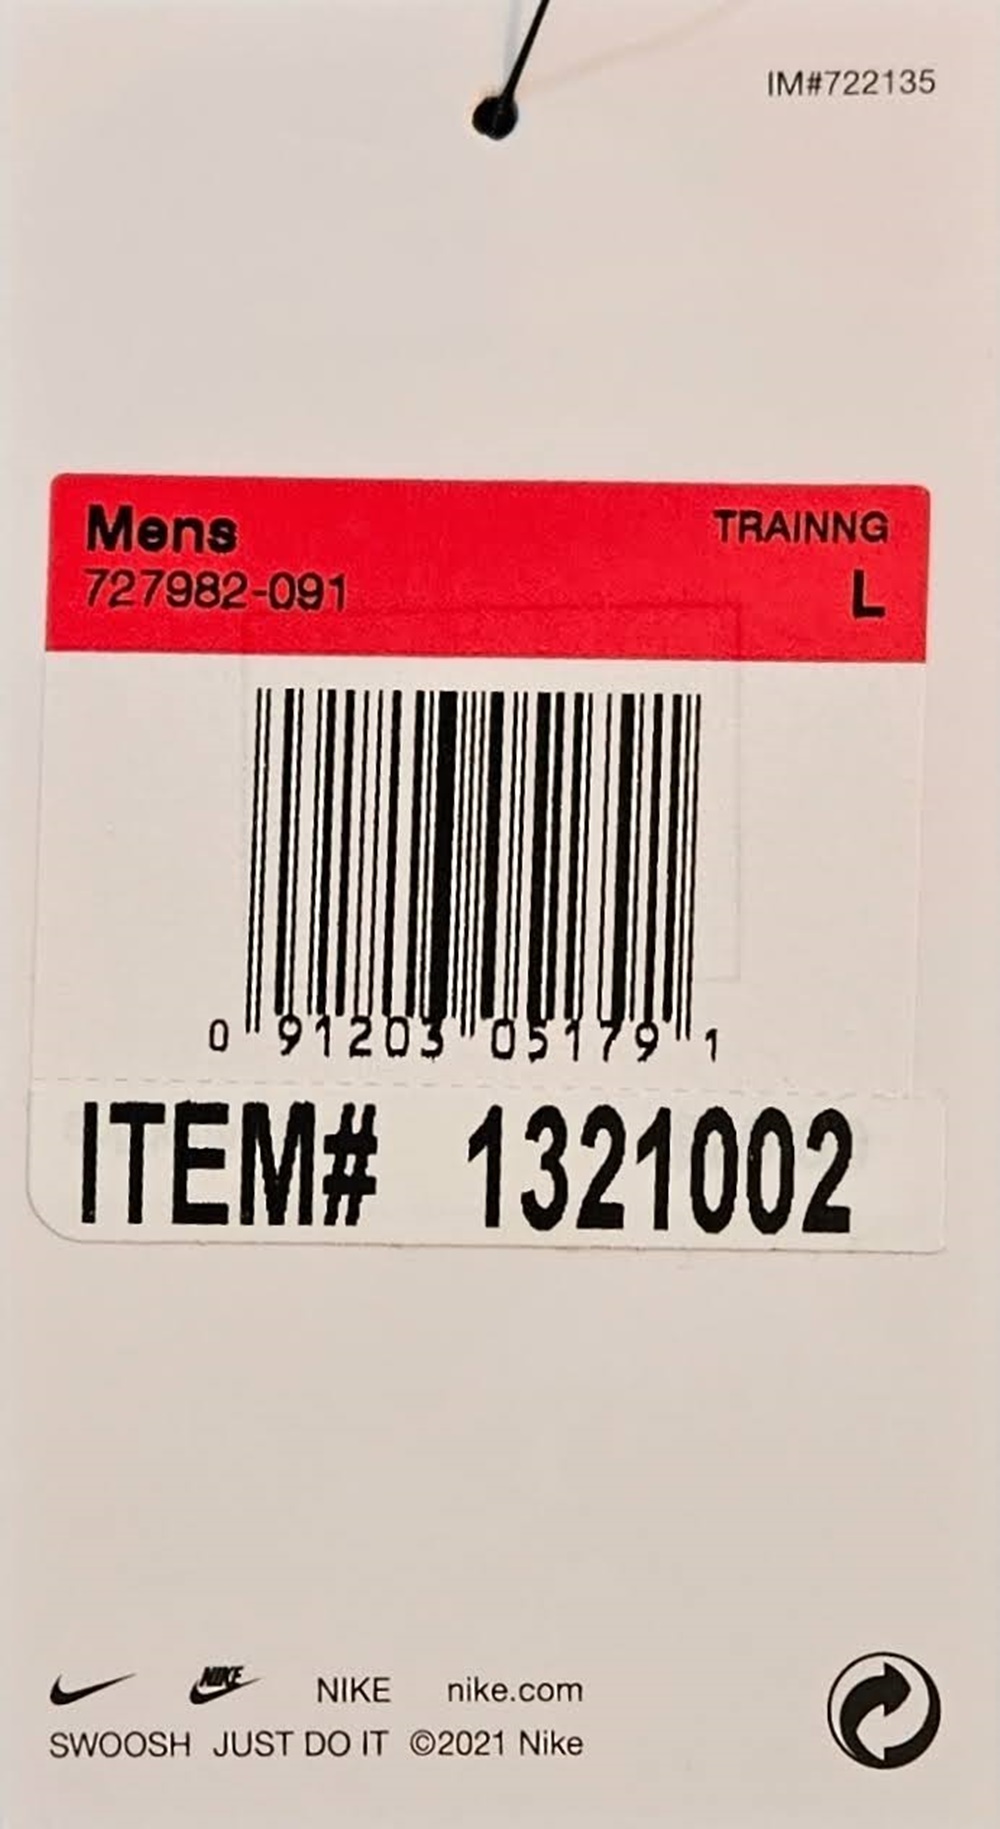 IM#722135
Mens TRAINNG
727982-091 L
0 91203 05179 1
ITEM# 1321002
NIKE NIKE nike.com
SWOOSH JUST DO IT ©2021 Nike